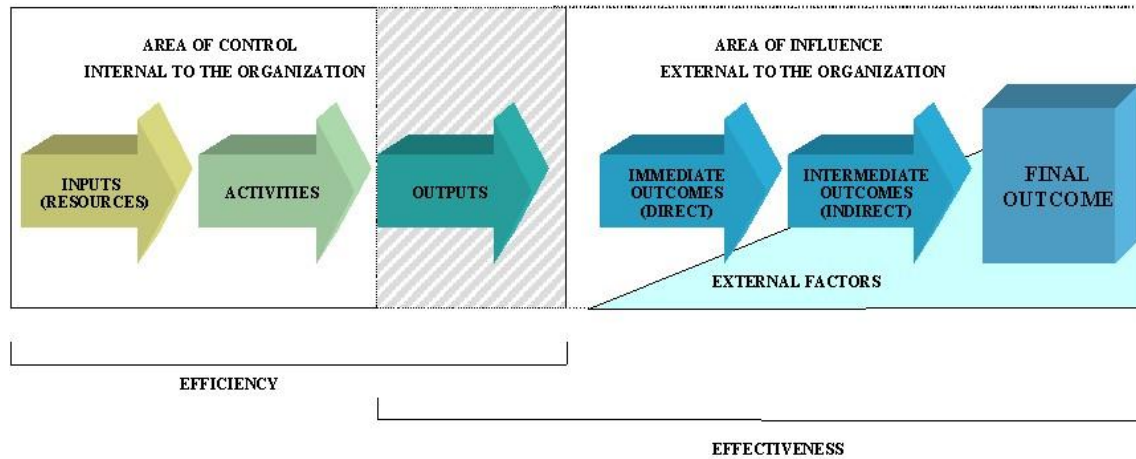 AREA OF CONTROL
INTERNAL TO THE ORGANIZATION
AREA OF INFLUENCE
EXTERNAL TO THE ORGANIZATION
INPUTS
(RESOURCES)
ACTIVITIES
OUTPUTS
IMMEDIATE
OUTCOMES
(DIRECT)
INTERMEDIATE
OUTCOMES
(INDIRECT)
FINAL
OUTCOME
EXTERNAL FACTORS
EFFICIENCY
EFFECTIVENESS